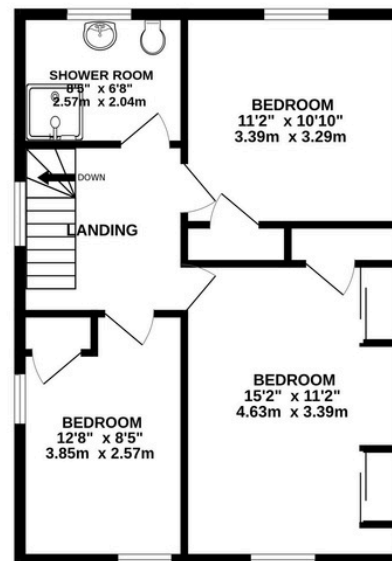 SHOWER ROOM
8'5" x 6'8"
2.57m x 2.04m
BEDROOM
11'2" x 10'10"
3.39m x 3.29m
DOWN
LANDING
BEDROOM
15'2" x 11'2"
4.63m x 3.39m
BEDROOM
12'8" x 8'5"
3.85m x 2.57m